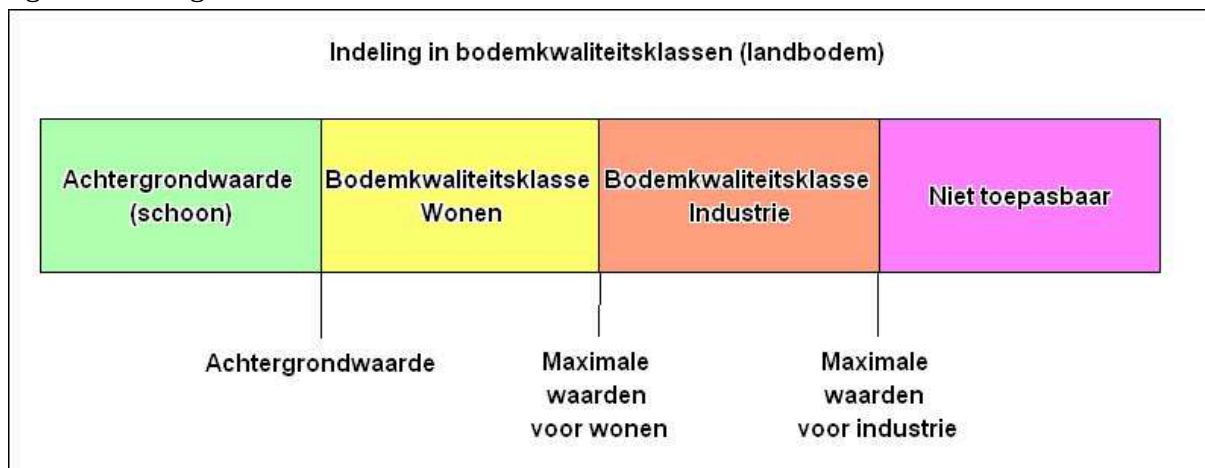 Indeling in bodemkwaliteitsklassen (landbodem)
Achtergrondwaarde
(schoon)
Bodemkwaliteitsklasse
Wonen
Bodemkwaliteitsklasse
Industrie
Niet toepasbaar
Achtergrondwaarde
Maximale
waarden
voor wonen
Maximale
waarden
voor industrie